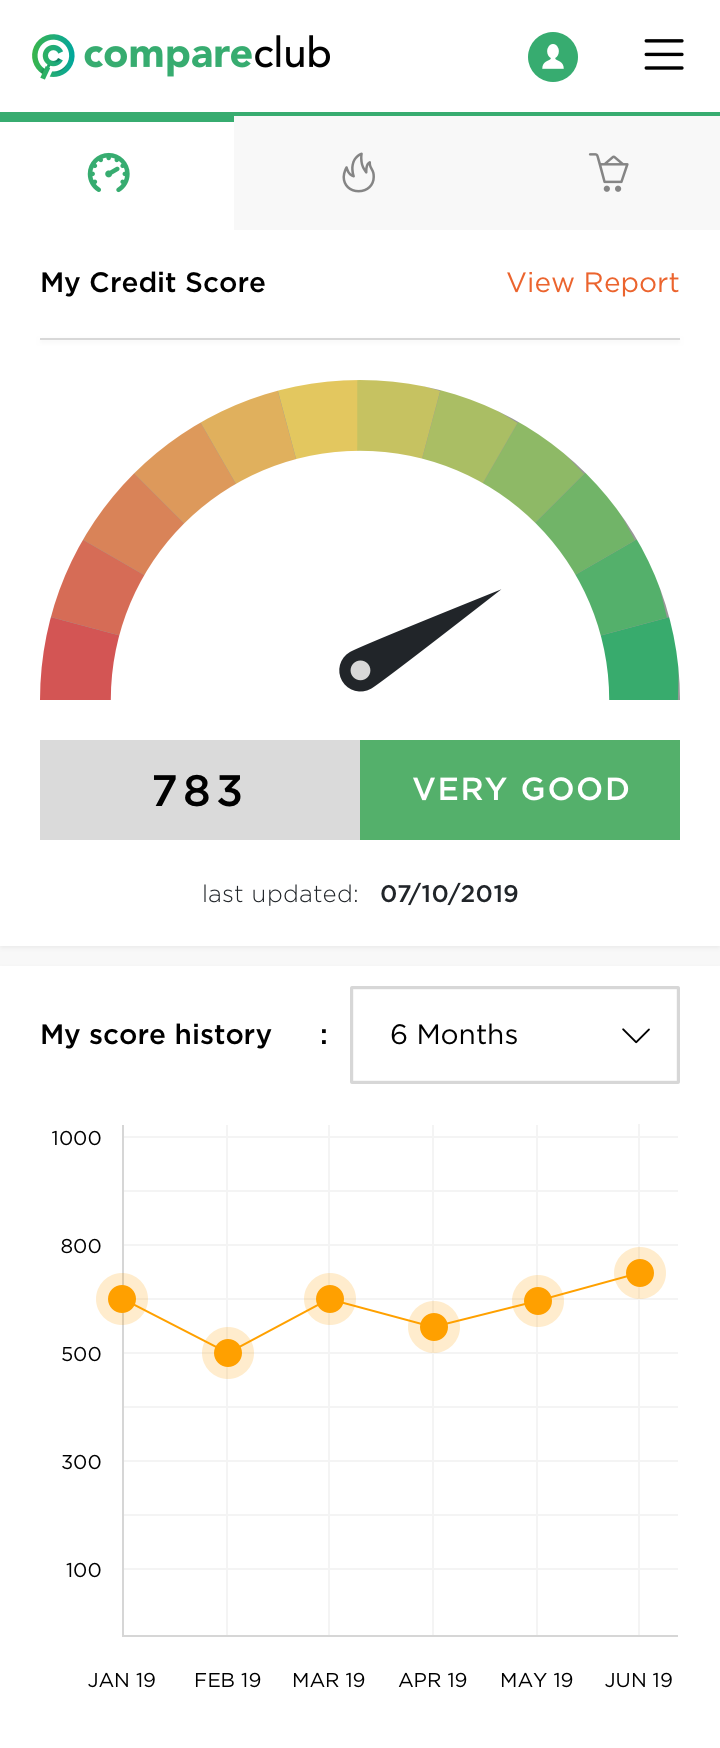 compareclub
My Credit Score
View Report
783
VERY GOOD
last updated: 07/10/2019
My score history :
6 Months
1000
800
500
300
100
JAN 19 FEB 19 MAR 19 APR 19 MAY 19 JUN 19